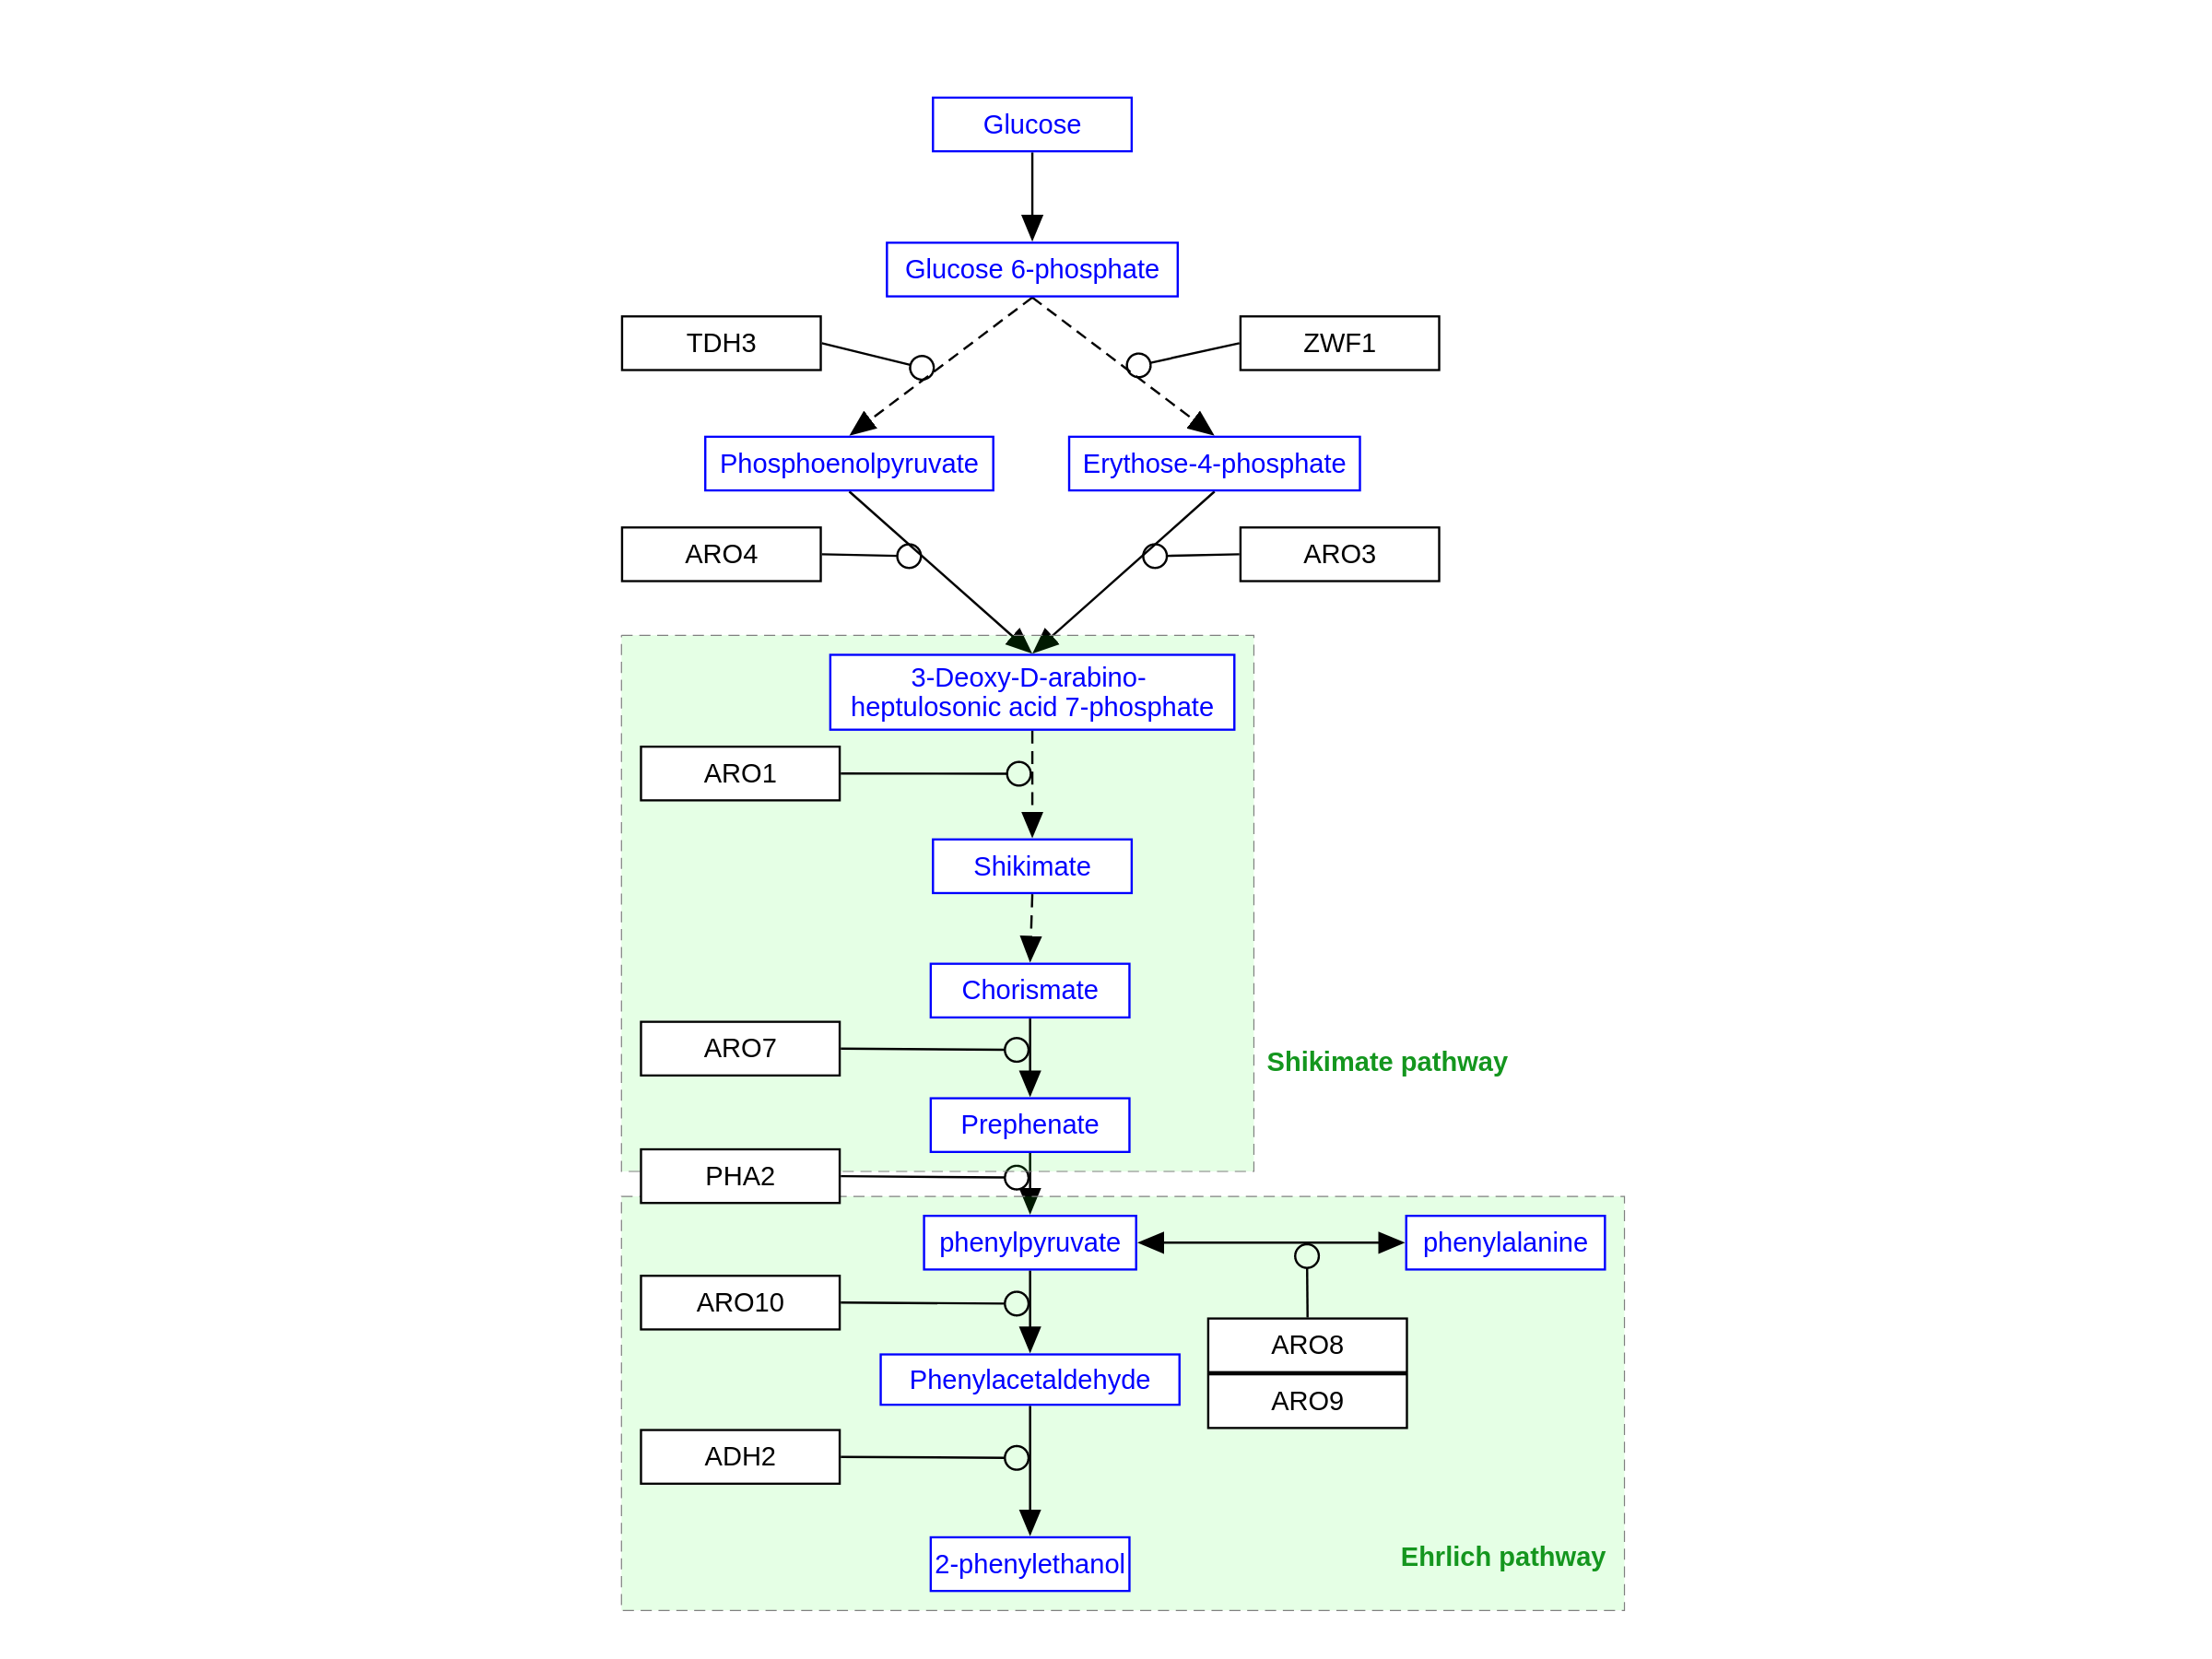 Glucose
Glucose 6-phosphate
TDH3
ZWF1
Phosphoenolpyruvate
Erythose-4-phosphate
ARO4
ARO3
3-Deoxy-D-arabino-
heptulosonic acid 7-phosphate
ARO1
Shikimate
Chorismate
ARO7
Shikimate pathway
Prephenate
PHA2
phenylpyruvate
phenylalanine
ARO10
ARO8
Phenylacetaldehyde
ARO9
ADH2
Ehrlich pathway
2-phenylethanol